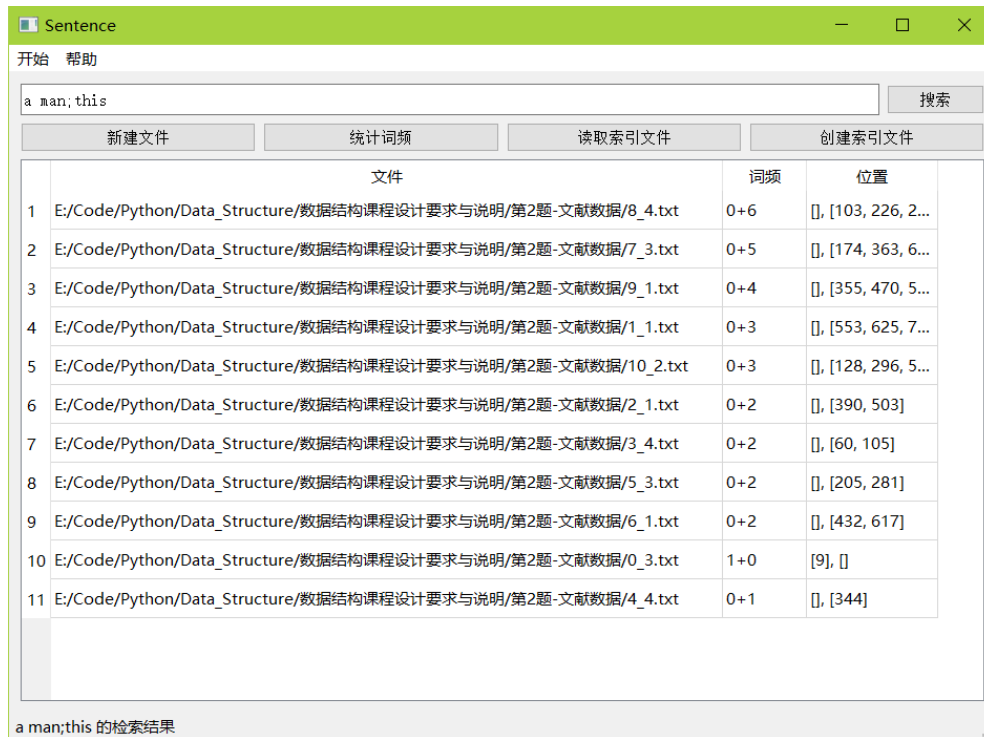 Sentence
开始 帮助
a man;this 搜索
新建文件 统计词频 读取索引文件 创建索引文件
文件 词频 位置
1 E:/Code/Python/Data_Structure/数据结构课程设计要求与说明/第2题-文献数据/8_4.txt 0+6 [], [103, 226, 2...
2 E:/Code/Python/Data_Structure/数据结构课程设计要求与说明/第2题-文献数据/7_3.txt 0+5 [], [174, 363, 6...
3 E:/Code/Python/Data_Structure/数据结构课程设计要求与说明/第2题-文献数据/9_1.txt 0+4 [], [355, 470, 5...
4 E:/Code/Python/Data_Structure/数据结构课程设计要求与说明/第2题-文献数据/1_1.txt 0+3 [], [553, 625, 7...
5 E:/Code/Python/Data_Structure/数据结构课程设计要求与说明/第2题-文献数据/10_2.txt 0+3 [], [128, 296, 5...
6 E:/Code/Python/Data_Structure/数据结构课程设计要求与说明/第2题-文献数据/2_1.txt 0+2 [], [390, 503]
7 E:/Code/Python/Data_Structure/数据结构课程设计要求与说明/第2题-文献数据/3_4.txt 0+2 [], [60, 105]
8 E:/Code/Python/Data_Structure/数据结构课程设计要求与说明/第2题-文献数据/5_3.txt 0+2 [], [205, 281]
9 E:/Code/Python/Data_Structure/数据结构课程设计要求与说明/第2题-文献数据/6_1.txt 0+2 [], [432, 617]
10 E:/Code/Python/Data_Structure/数据结构课程设计要求与说明/第2题-文献数据/0_3.txt 1+0 [9], []
11 E:/Code/Python/Data_Structure/数据结构课程设计要求与说明/第2题-文献数据/4_4.txt 0+1 [], [344]
a man;this 的检索结果